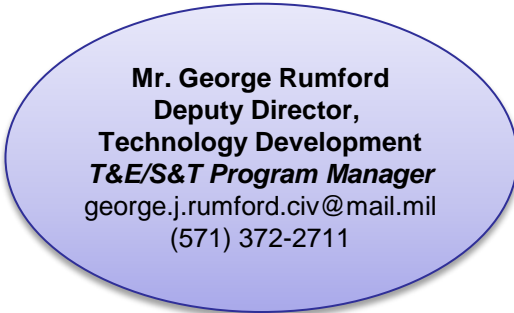 Mr. George Rumford
Deputy Director,
Technology Development
T&E/S&T Program Manager
george.j.rumford.civ@mail.mil
(571) 372-2711